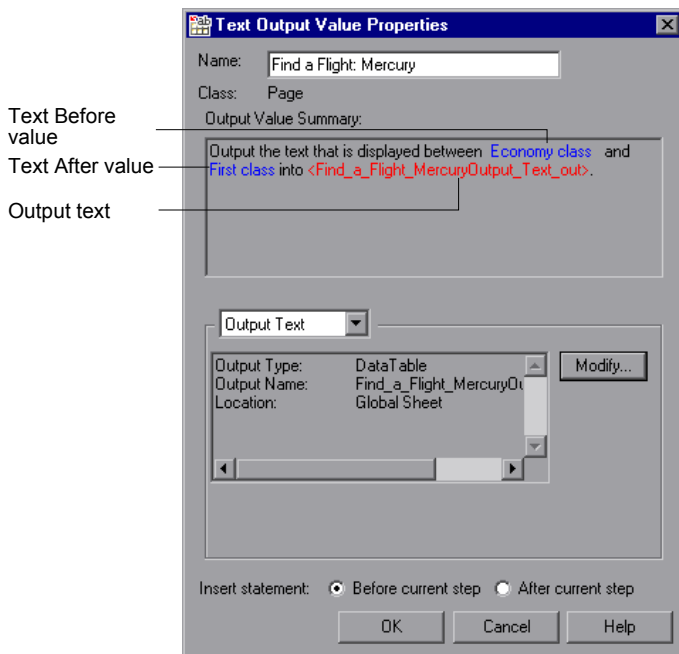 Text Output Value Properties
Name: Find a Flight: Mercury
Class: Page
Output Value Summary:
Text Before
value
Output the text that is displayed between Economy class and
First class into <Find_a_Flight_MercuryOutput_Text_out>.
Text After value
Output text
Output Text
Output Type: DataTable
Output Name: Find_a_Flight_MercuryOu
Location: Global Sheet
Modify...
Insert statement: Before current step After current step
OK Cancel Help